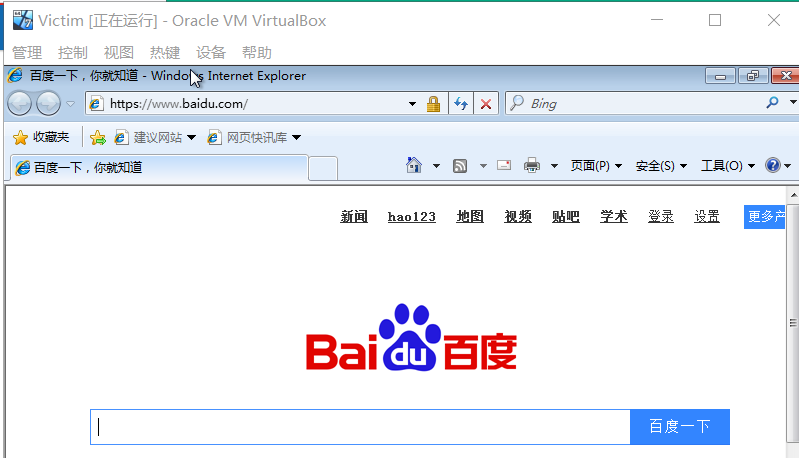 Victim [正在运行] - Oracle VM VirtualBox
管理 控制 视图 热键 设备 帮助
百度一下，你就知道 - Windows Internet Explorer
https://www.baidu.com/ Bing
收藏夹 建议网站 网页快讯库
百度一下，你就知道 页面(P) 安全(S) 工具(O)
新闻 hao123 地图 视频 贴吧 学术 登录 设置 更多产
Bai du 百度
百度一下